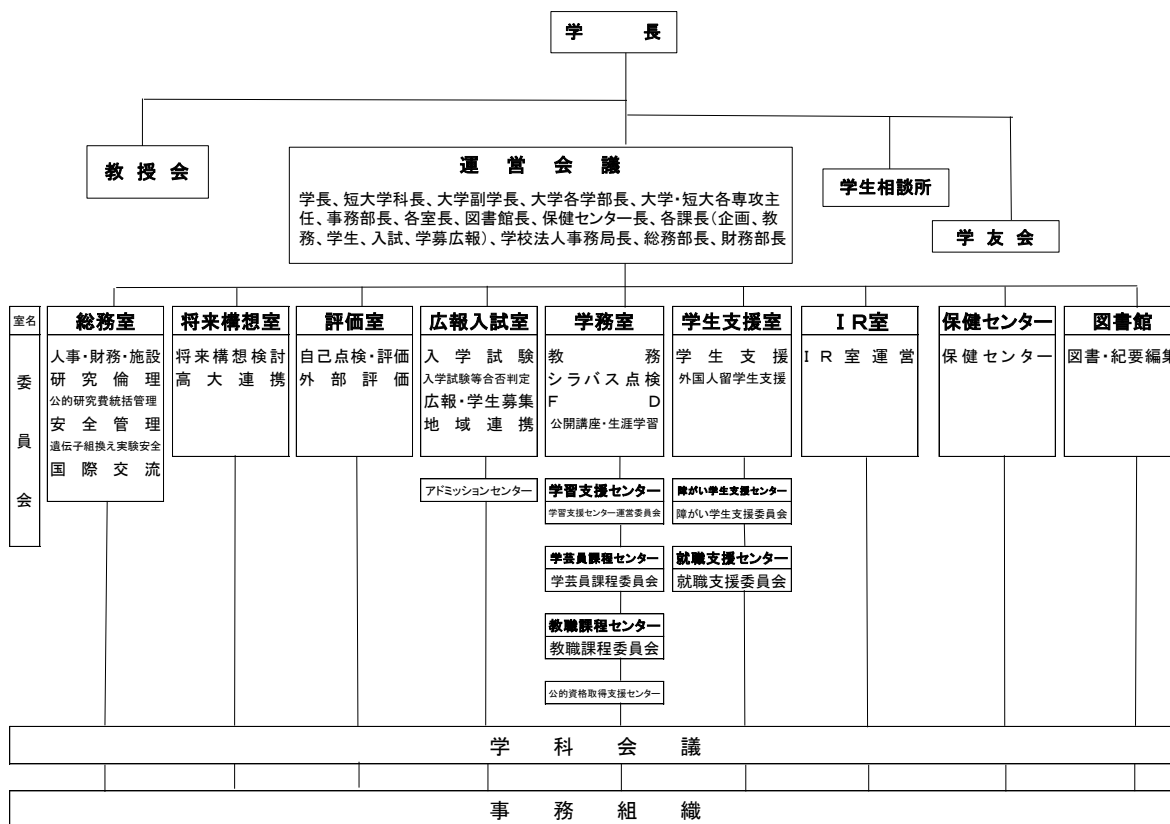 学長
教授会
運営会議
学長、短大学科長、大学副学長、大学各学部長、大学・短大各専攻主
任、事務部長、各室長、図書館長、保健センター長、各課長(企画、教
務、学生、入試、学募広報)、学校法人事務局長、総務部長、財務部長
学生相談所
学友会
室名
委員会
総務室
人事・財務・施設
研究倫理
公的研究費統括管理
安全管理
遺伝子組換え実験安全
国際交流
将来構想室
将来構想検討
高大連携
評価室
自己点検・評価
外部評価
広報入試室
入学試験
入学試験等合否判定
広報・学生募集
地域連携
アドミッションセンター
学務室
教務
シラバス点検
FD
公開講座・生涯学習
学習支援センター
学習支援センター運営委員会
学芸員課程センター
学芸員課程委員会
教職課程センター
教職課程委員会
公的資格取得支援センター
学生支援室
学生支援
外国人留学生支援
障がい学生支援センター
障がい学生支援委員会
就職支援センター
就職支援委員会
IR室
IR室運営
保健センター
保健センター
図書館
図書・紀要編集
学科会議
事務組織